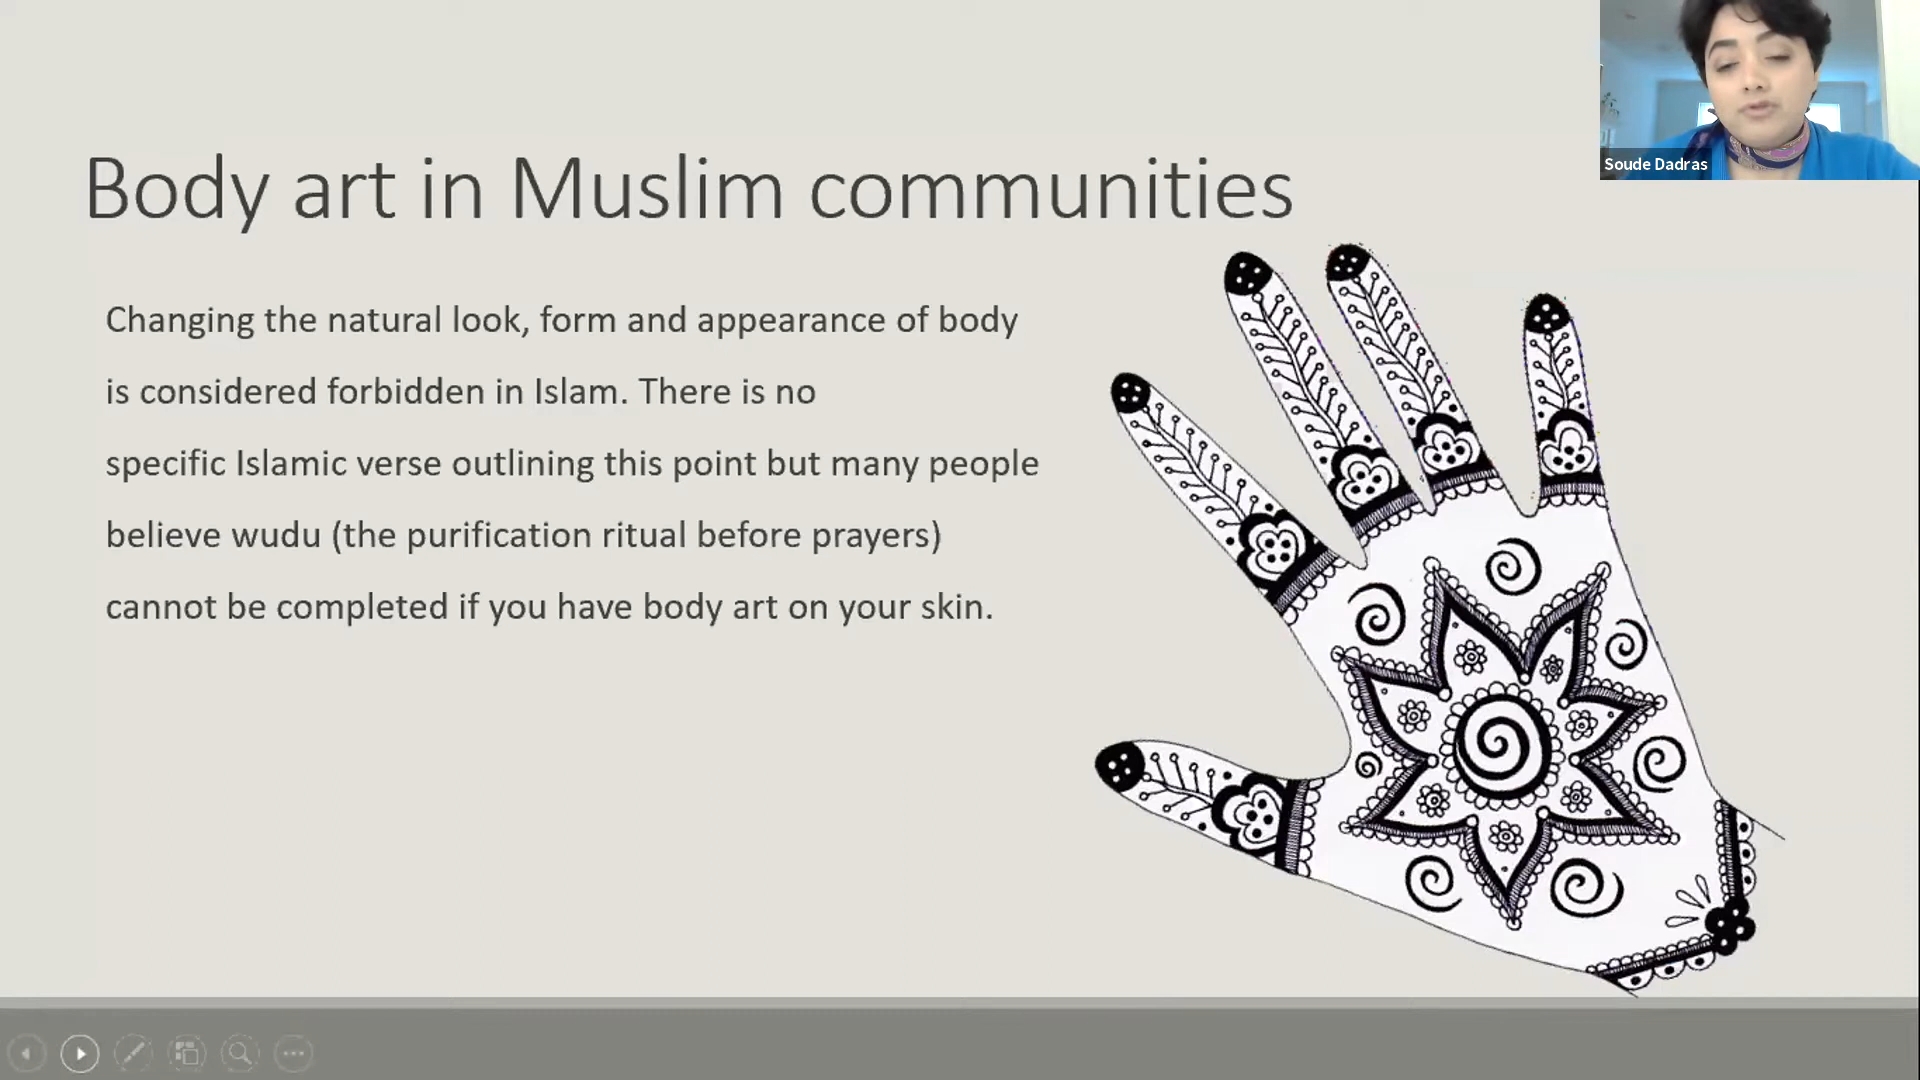 Body art in Muslim communities
Changing the natural look, form and appearance of body
is considered forbidden in Islam. There is no
specific Islamic verse outlining this point but many people
believe wudu (the purification ritual before prayers)
cannot be completed if you have body art on your skin.
Soude Dadras